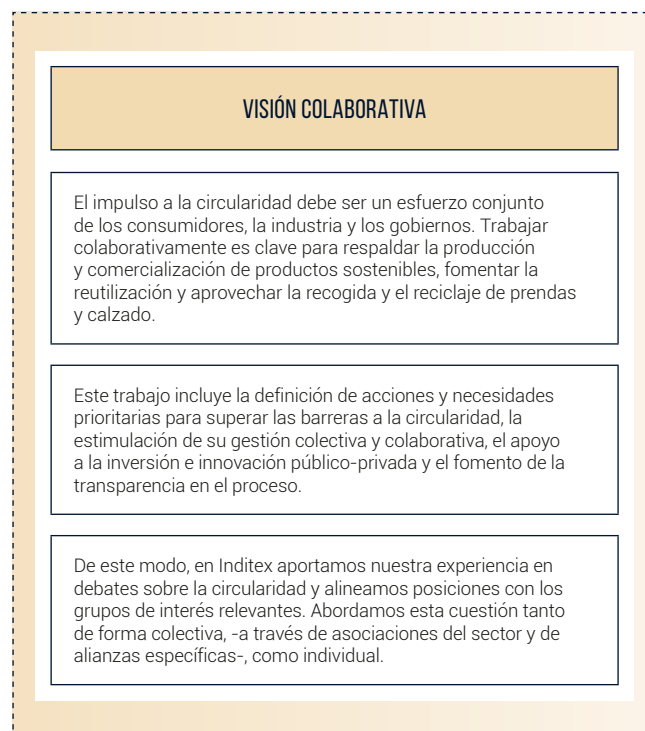 VISIÓN COLABORATIVA
El impulso a la circularidad debe ser un esfuerzo conjunto
de los consumidores, la industria y los gobiernos. Trabajar
colaborativamente es clave para respaldar la producción
y comercialización de productos sostenibles, fomentar la
reutilización y aprovechar la recogida y el reciclaje de prendas
y calzado.
Este trabajo incluye la definición de acciones y necesidades
prioritarias para superar las barreras a la circularidad, la
estimulación de su gestión colectiva y colaborativa, el apoyo
a la inversión e innovación público-privada y el fomento de la
transparencia en el proceso.
De este modo, en Inditex aportamos nuestra experiencia en
debates sobre la circularidad y alineamos posiciones con los
grupos de interés relevantes. Abordamos esta cuestión tanto
de forma colectiva, -a través de asociaciones del sector y de
alianzas específicas-, como individual.